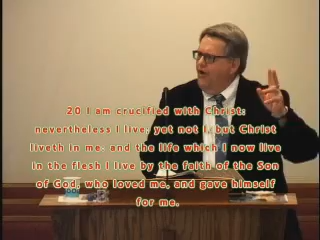 20 I am crucified with Christ:
nevertheless I live; yet not I, but Christ
liveth in me: and the life which I now live
in the flesh I live by the faith of the Son
of God, who loved me, and gave himself
for me.